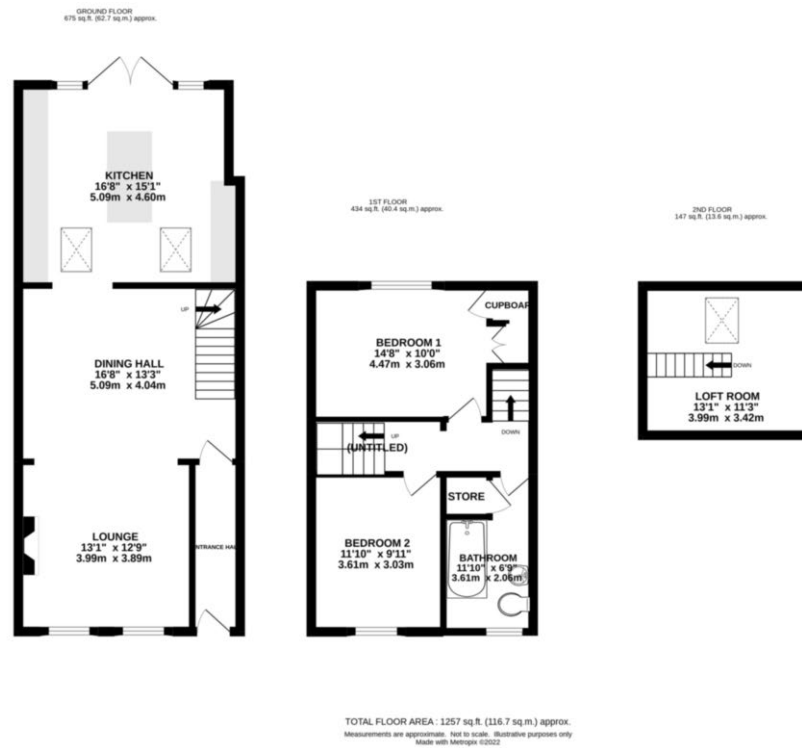 GROUND FLOOR
675 sq.ft. (62.7 sq.m.) approx.
KITCHEN
16'8" x 15'1"
5.09m x 4.60m
UP
DINING HALL
16'8" x 13'3"
5.09m x 4.04m
LOUNGE
13'1" x 12'9"
3.99m x 3.89m
NTRANCE HAL
1ST FLOOR
434 sq.ft. (40.4 sq.m.) approx.
CUPBOAR
BEDROOM 1
14'8" x 10'0"
4.47m x 3.06m
UP
DOWN
(UNTITLED)
STORE
BEDROOM 2
11'10" x 9'11"
3.61m x 3.03m
BATHROOM
11'10" x 6'9"
3.61m x 2.06m
2ND FLOOR
147 sq.ft. (13.6 sq.m.) approx.
DOWN
LOFT ROOM
13'1" x 11'3"
3.99m x 3.42m
TOTAL FLOOR AREA : 1257 sq.ft. (116.7 sq.m.) approx.
Measurements are approximate. Not to scale. Illustrative purposes only
Made with Metropix ©2022